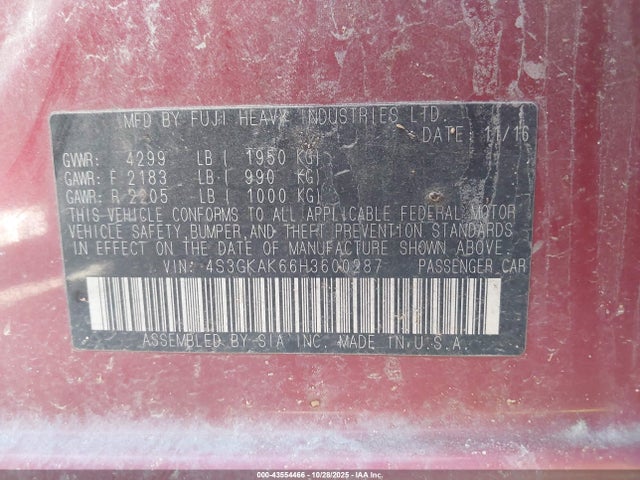 MFD BY FUJI HEAVY INDUSTRIES LTD.
DATE: 11/16
GVWR: 4299 LB ( 1950 KG)
GAWR: F 2183 LB ( 990 KG)
GAWR: R 2205 LB ( 1000 KG)
THIS VEHICLE CONFORMS TO ALL APPLICABLE FEDERAL MOTOR
VEHICLE SAFETY, BUMPER, AND THEFT PREVENTION STANDARDS
IN EFFECT ON THE DATE OF MANUFACTURE SHOWN ABOVE.
VIN: 4S3GKAK66H3600287 PASSENGER CAR
ASSEMBLED BY SIA INC. MADE IN U.S.A.
000-43554466 - 10/28/2025 - IAAI.COM